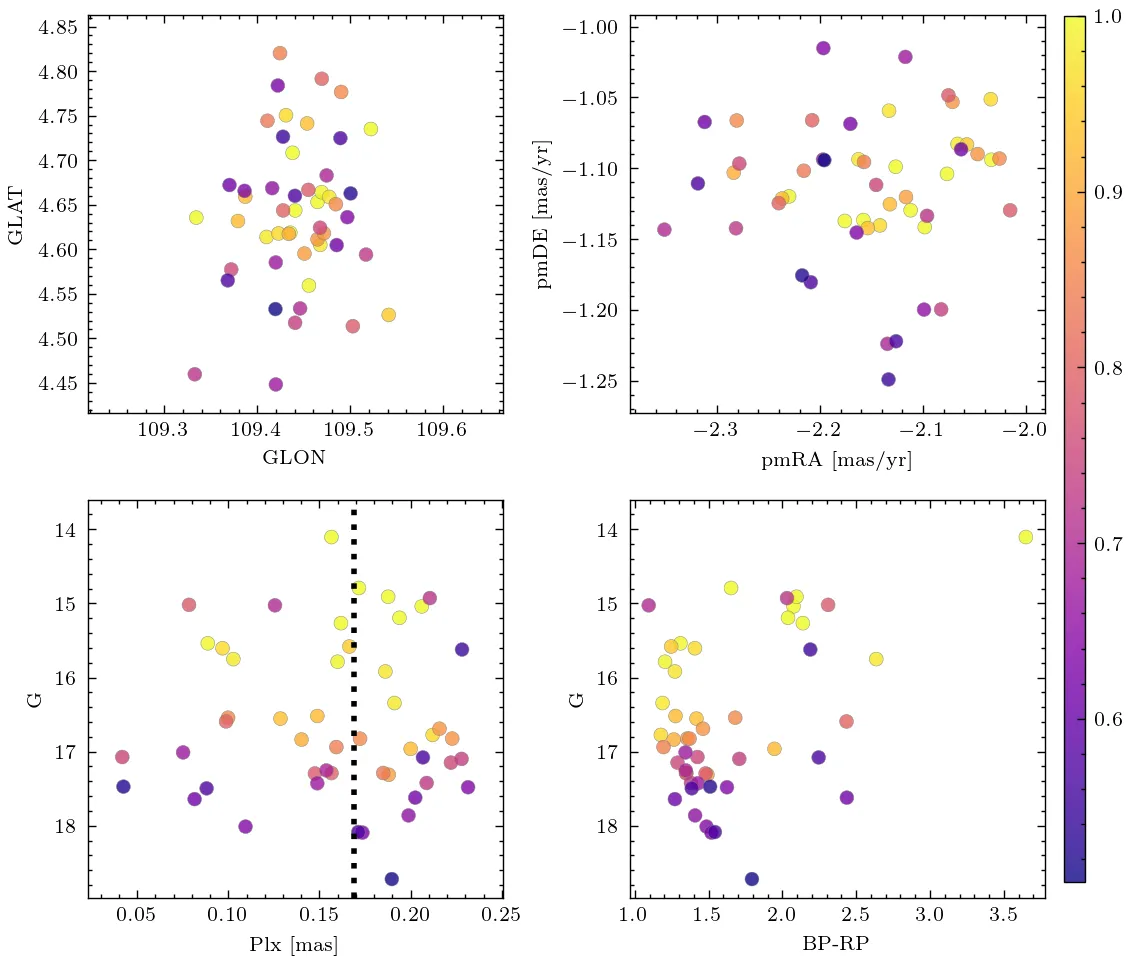 4.85
4.80
4.75
4.70
4.65
4.60
4.55
4.50
4.45
GLAT
109.3 109.4 109.5 109.6
GLON
−1.00
−1.05
−1.10
−1.15
−1.20
−1.25
pmDE [mas/yr]
−2.3 −2.2 −2.1 −2.0
pmRA [mas/yr]
1.0
0.9
0.8
0.7
0.6
14
15
16
17
18
G
0.05 0.10 0.15 0.20 0.25
Plx [mas]
14
15
16
17
18
G
1.0 1.5 2.0 2.5 3.0 3.5
BP-RP